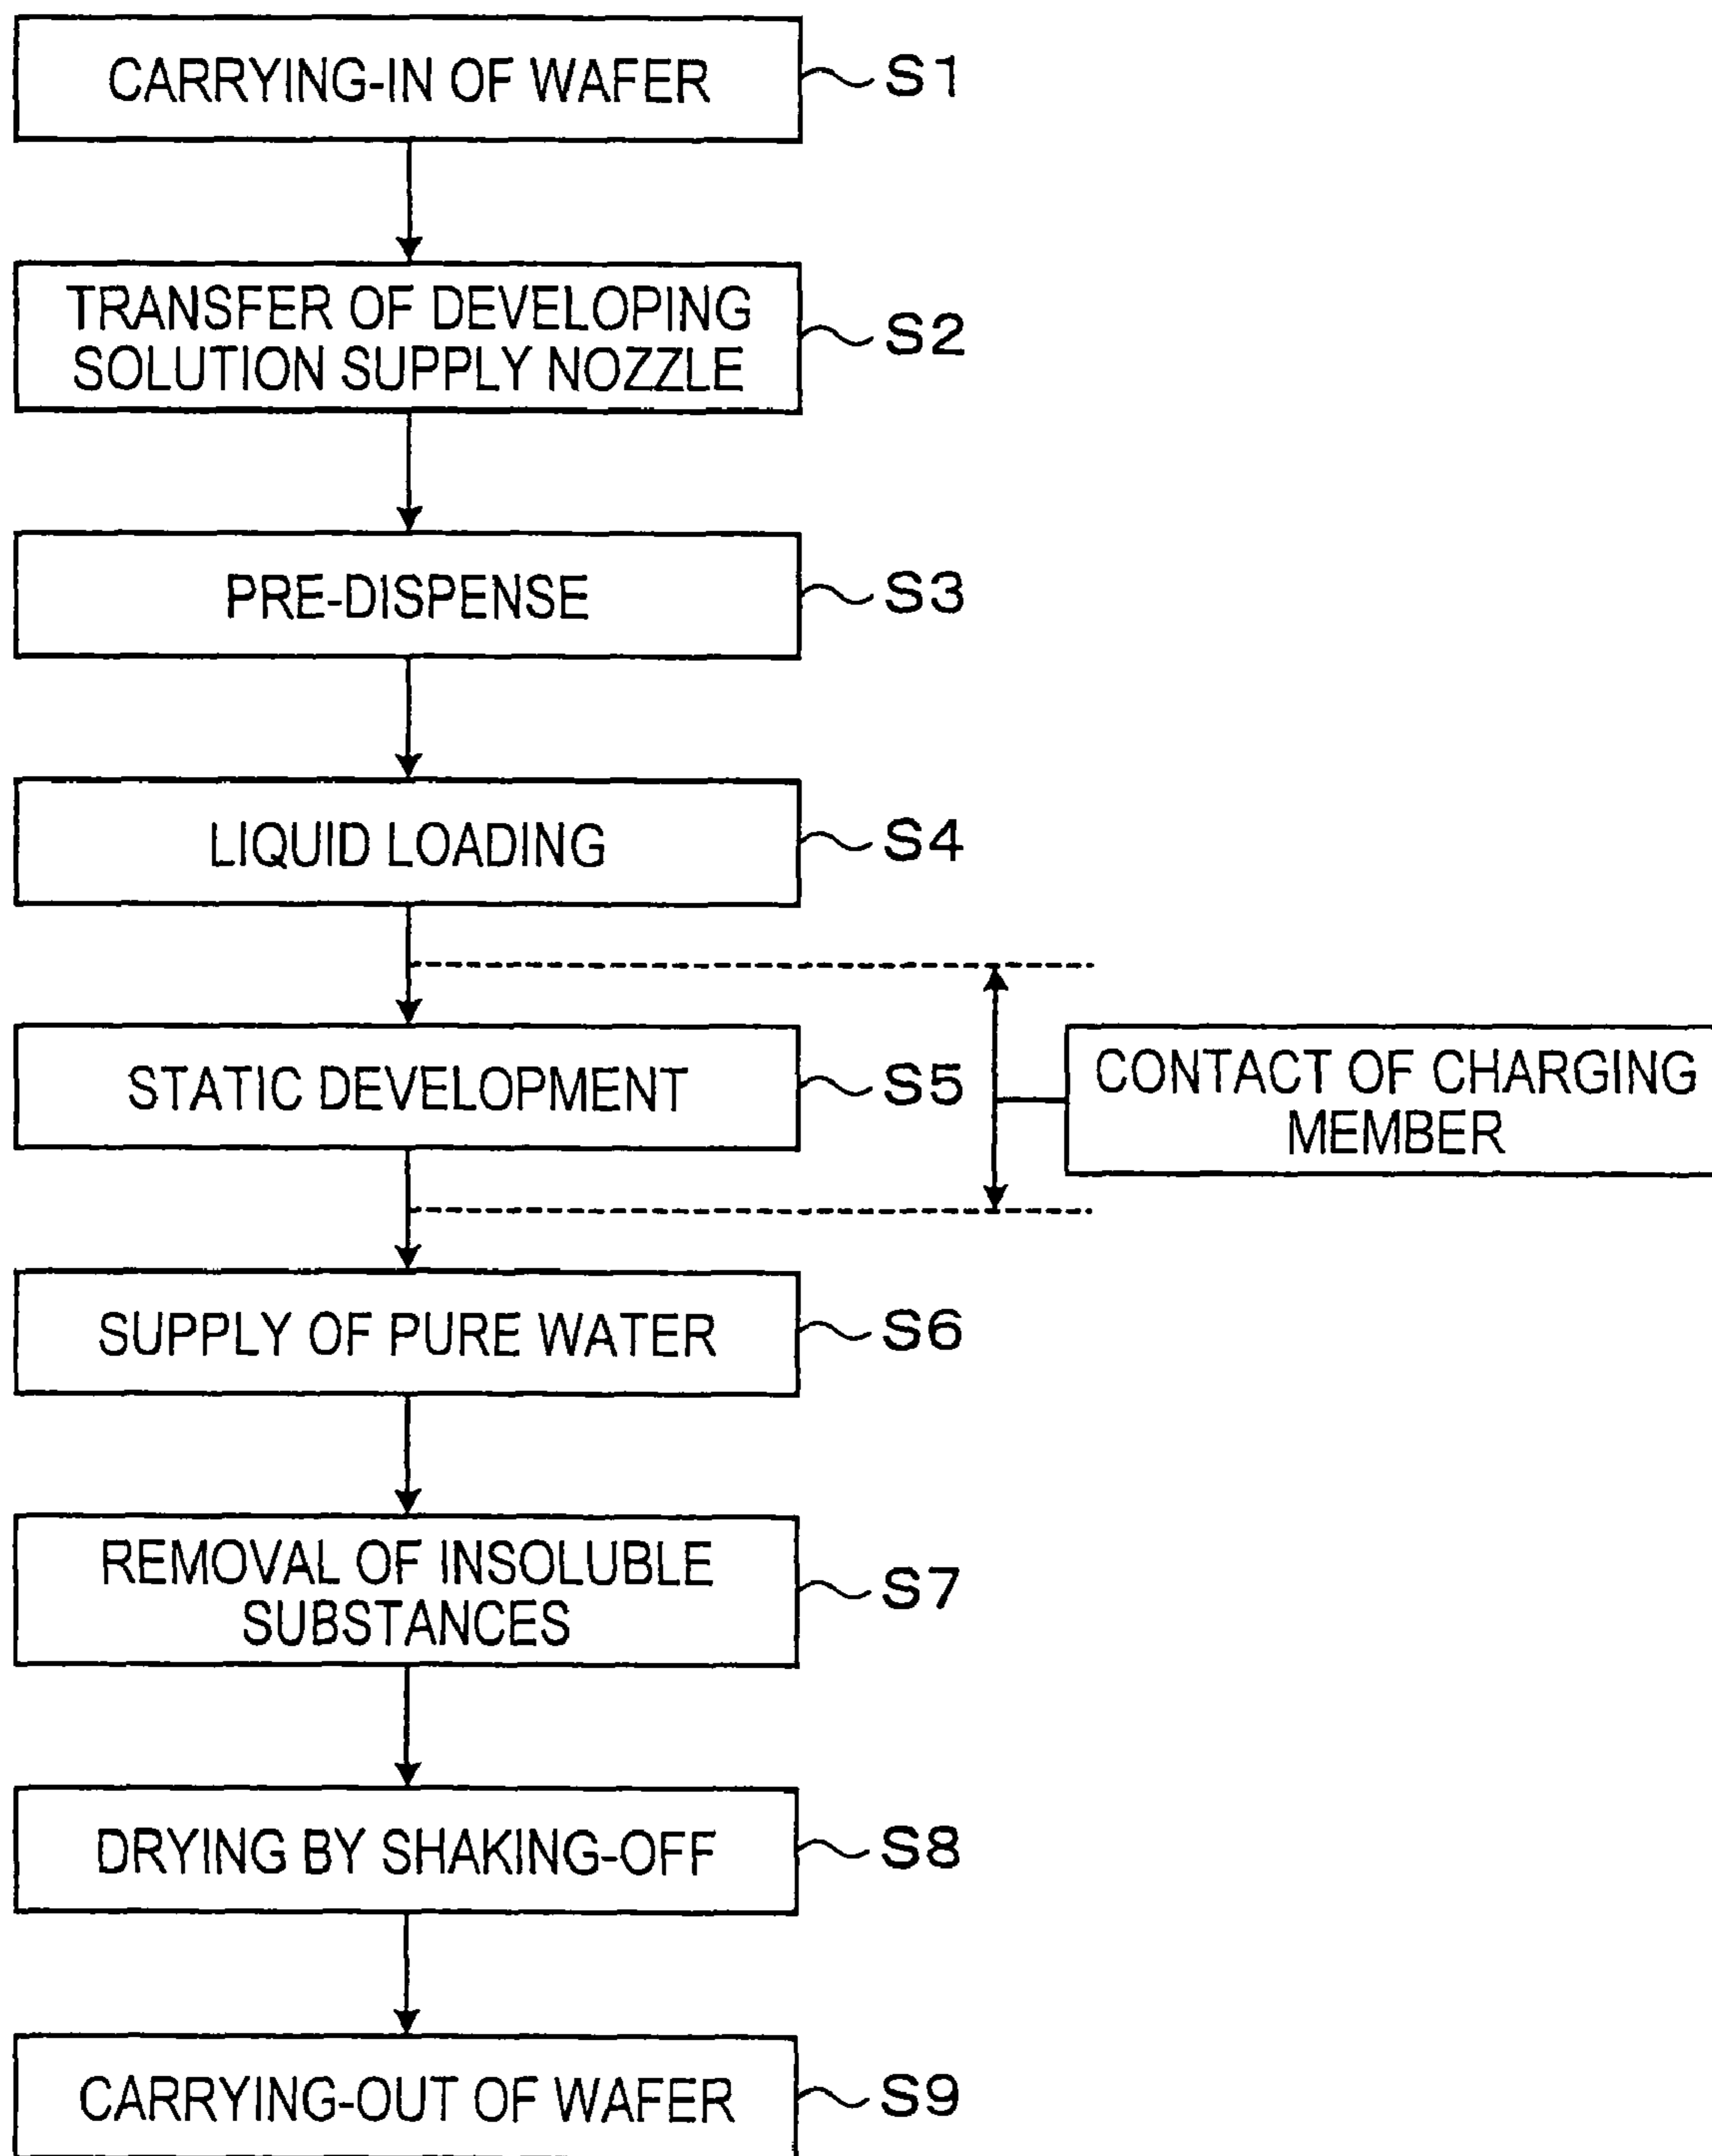 CARRYING-IN OF WAFER
S1
TRANSFER OF DEVELOPING
SOLUTION SUPPLY NOZZLE
S2
PRE-DISPENSE
S3
LIQUID LOADING
S4
STATIC DEVELOPMENT
S5
CONTACT OF CHARGING
MEMBER
SUPPLY OF PURE WATER
S6
REMOVAL OF INSOLUBLE
SUBSTANCES
S7
DRYING BY SHAKING-OFF
S8
CARRYING-OUT OF WAFER
S9